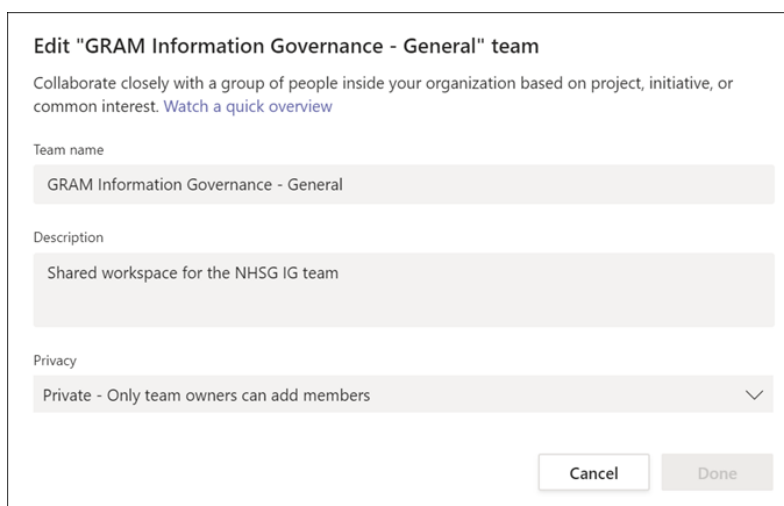 Edit "GRAM Information Governance - General" team
Collaborate closely with a group of people inside your organization based on project, initiative, or
common interest. Watch a quick overview
Team name
GRAM Information Governance - General
Description
Shared workspace for the NHSG IG team
Privacy
Private - Only team owners can add members
Cancel Done